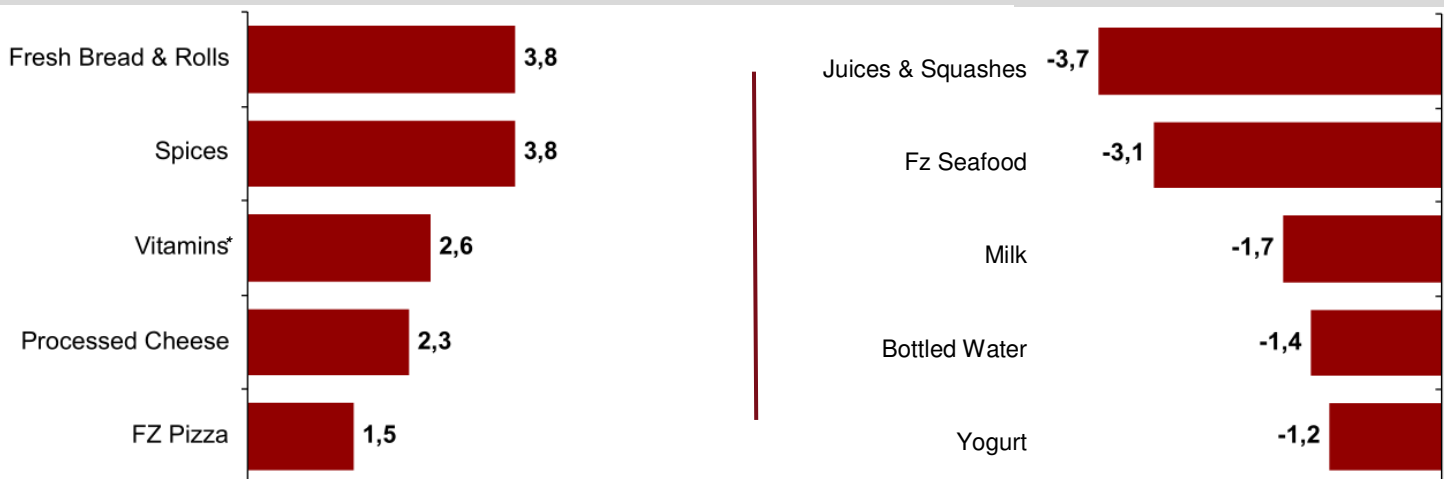 Fresh Bread & Rolls 3,8
Spices 3,8
Vitamins* 2,6
Processed Cheese 2,3
FZ Pizza 1,5
Juices & Squashes -3,7
Fz Seafood -3,1
Milk -1,7
Bottled Water -1,4
Yogurt -1,2